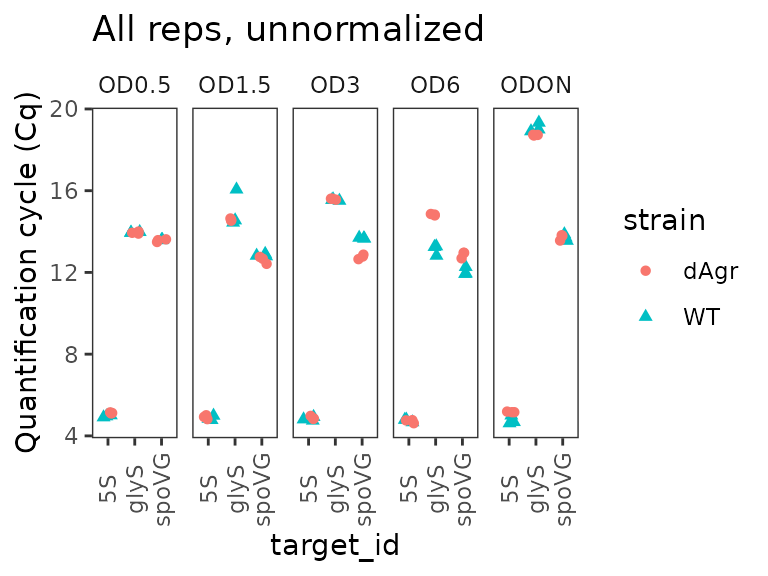 All reps, unnormalized
OD0.5 OD1.5 OD3 OD6 ODON
Quantification cycle (Cq)
20
16
12
8
4
5S glyS spoVG 5S glyS spoVG 5S glyS spoVG 5S glyS spoVG 5S glyS spoVG
target_id
strain
dAgr
WT